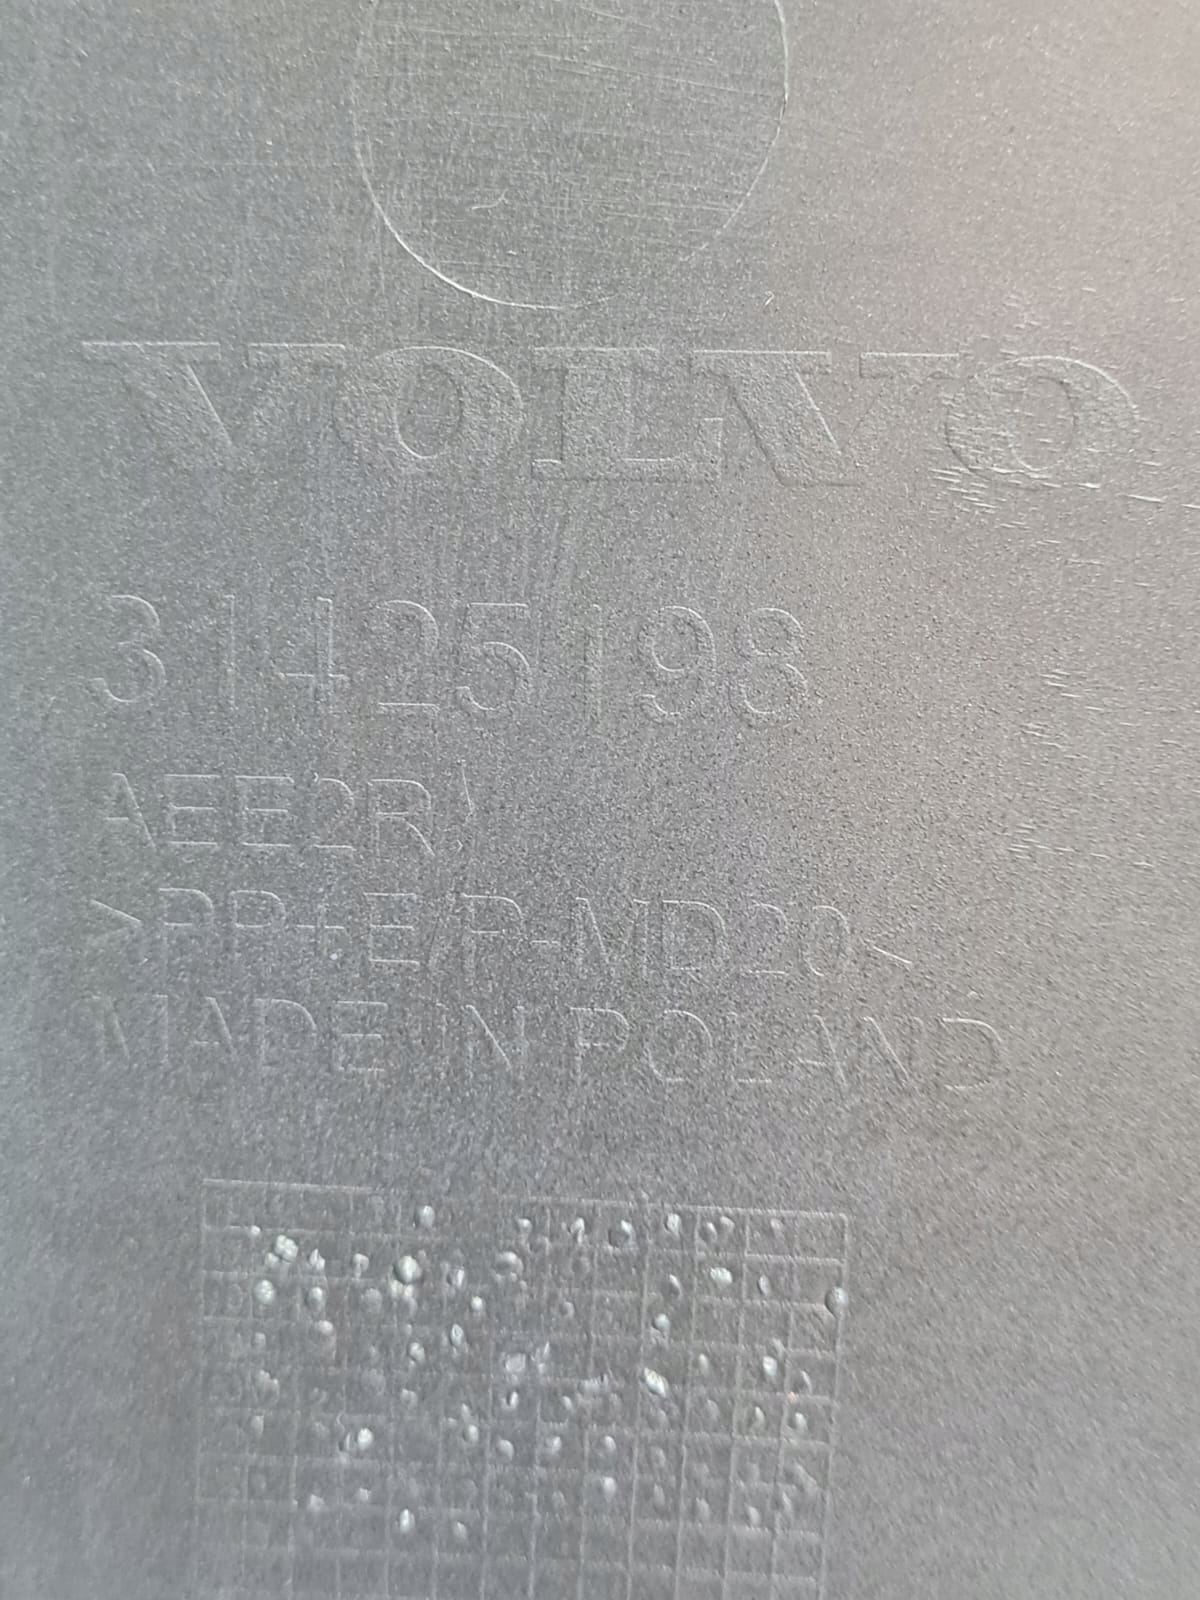 VOLVO
31425198
AEE2R)
>PP+E/P-MD20<
MADE IN POLAND